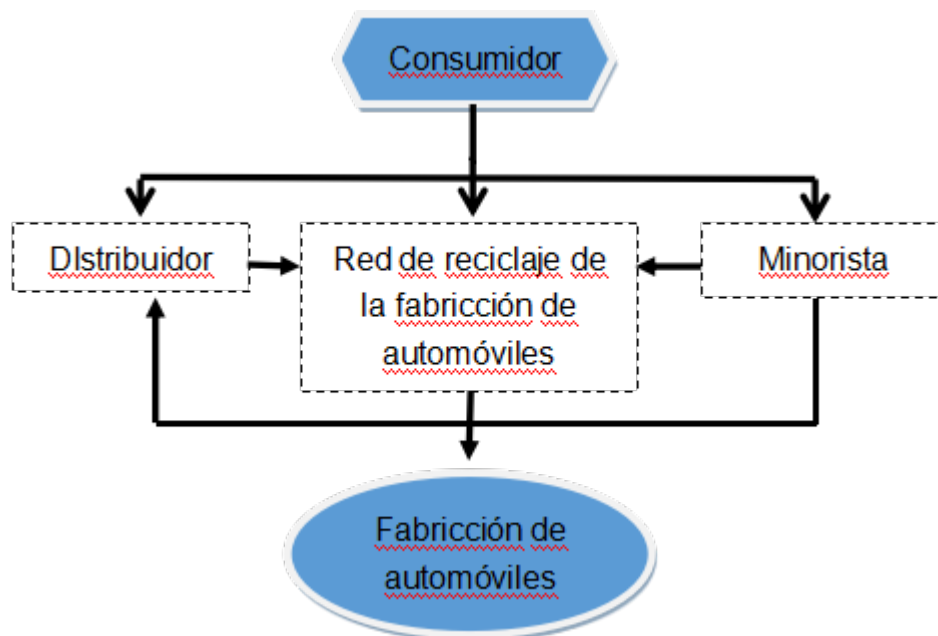 Consumidor
DIstribuidor
Red de reciclaje de
la fabricción de
automóviles
Minorista
Fabricción de
automóviles